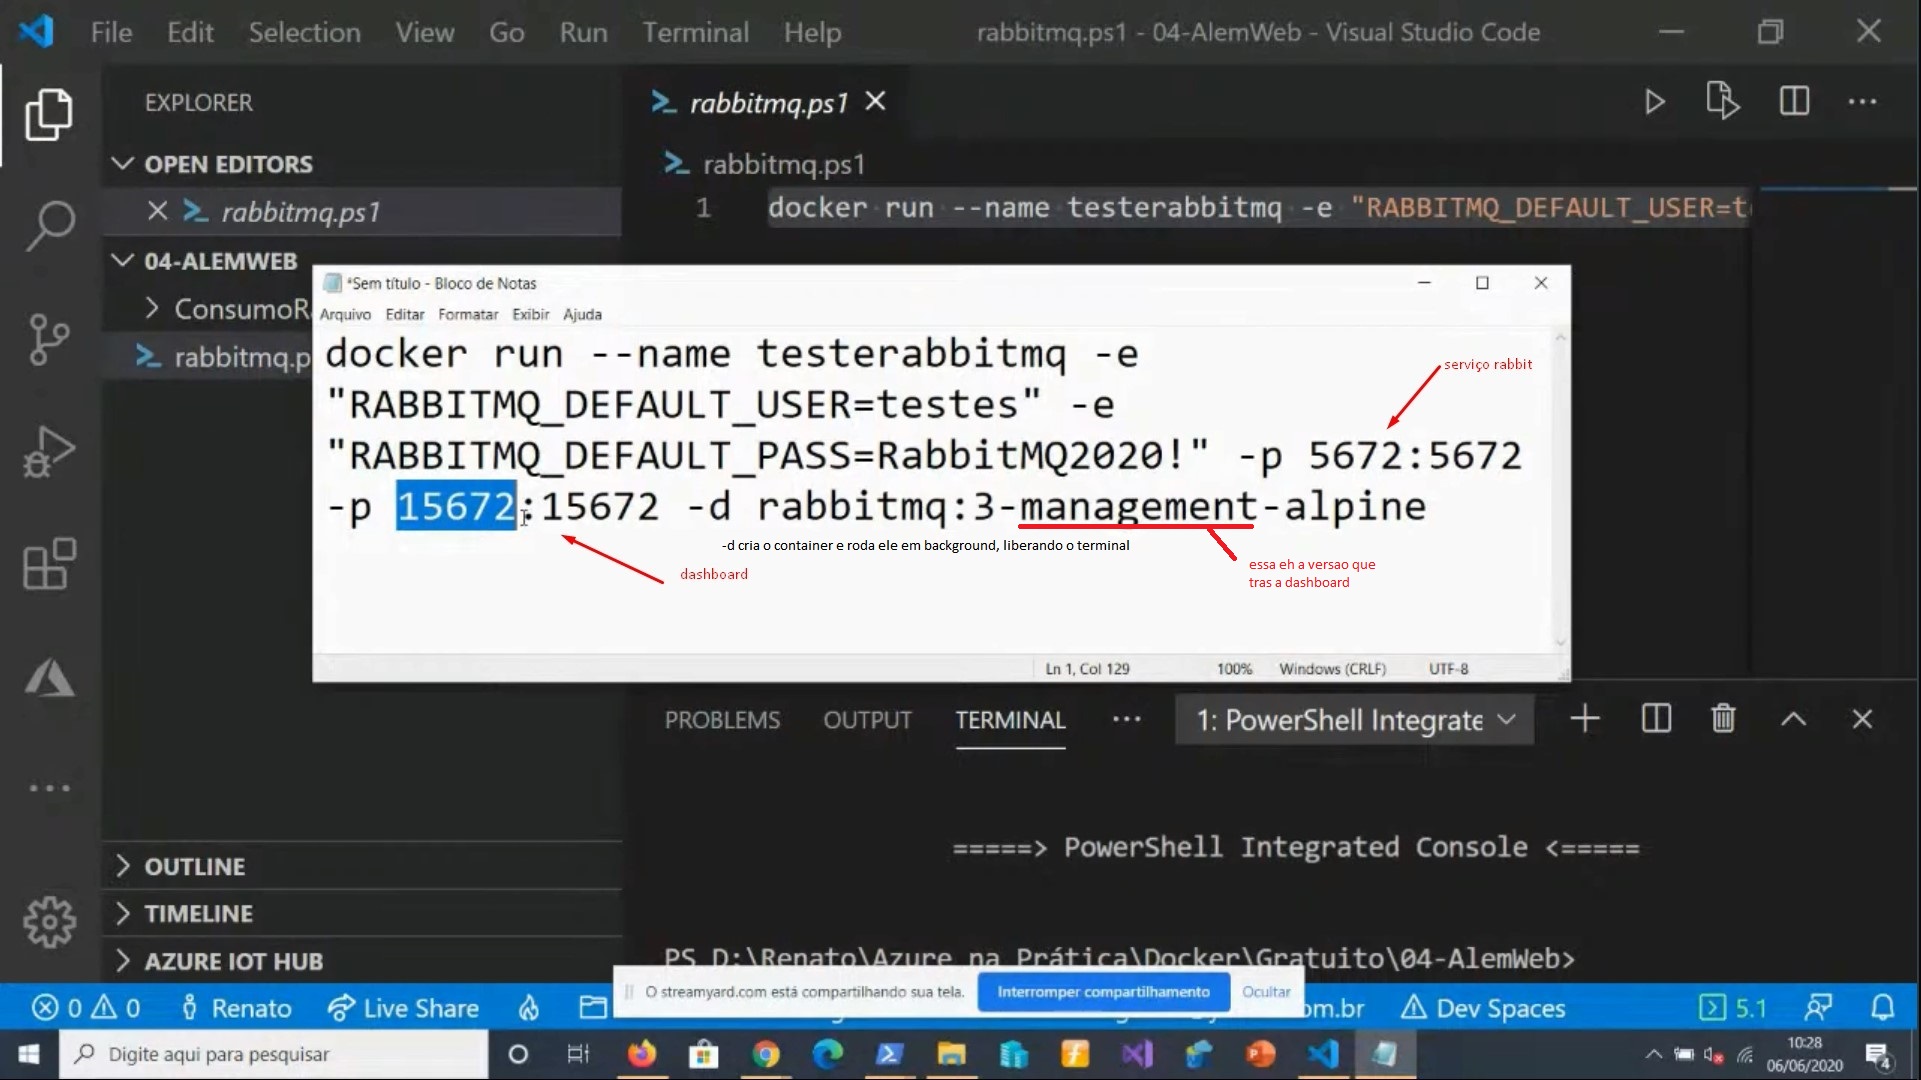 File Edit Selection View Go Run Terminal Help rabbitmq.ps1 - 04-AlemWeb - Visual Studio Code
EXPLORER
rabbitmq.ps1
OPEN EDITORS
rabbitmq.ps1
rabbitmq.ps1
1 docker run --name testerabbitmq -e "RABBITMQ_DEFAULT_USER=t
04-ALEMWEB
ConsumoR
rabbitmq.p
*Sem título - Bloco de Notas
Arquivo Editar Formatar Exibir Ajuda
docker run --name testerabbitmq -e
"RABBITMQ_DEFAULT_USER=testes" -e
"RABBITMQ_DEFAULT_PASS=RabbitMQ2020!" -p 5672:5672
-p 15672:15672 -d rabbitmq:3-management-alpine
serviço rabbit
-d cria o container e roda ele em background, liberando o terminal
dashboard
essa eh a versao que
tras a dashboard
Ln 1, Col 129 100% Windows (CRLF) UTF-8
PROBLEMS OUTPUT TERMINAL ··· 1: PowerShell Integrate
=====> PowerShell Integrated Console <=====
PS D:\Renato\Azure na Prática\Docker\Gratuito\04-AlemWeb>
OUTLINE
TIMELINE
AZURE IOT HUB
O streamyard.com está compartilhando sua tela. Interromper compartilhamento Ocultar
0 0 Renato Live Share om.br Dev Spaces 5.1
Digite aqui para pesquisar
10:28
06/06/2020
4